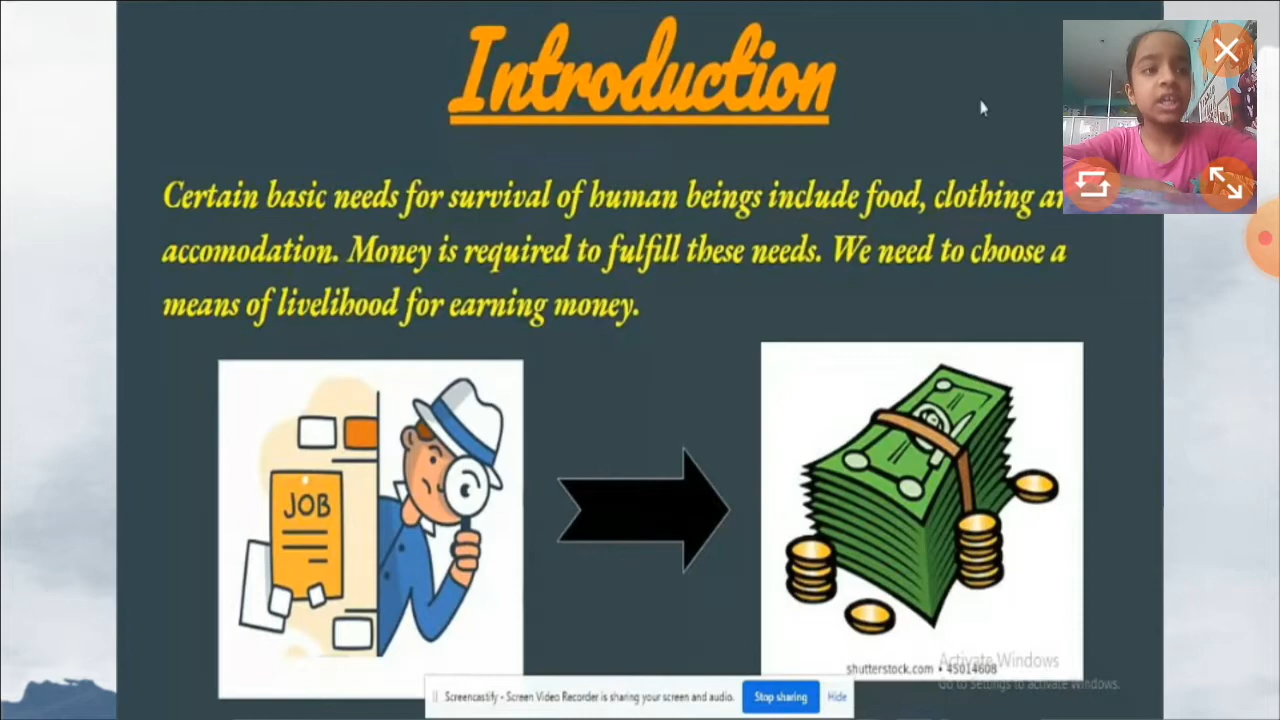 Introduction
Certain basic needs for survival of human beings include food, clothing
accomodation. Money is required to fulfill these needs. We need to choose a
means of livelihood for earning money.
JOB
shutterstock.com • 45014608
Activate Windows
Go to Settings to activate Windows.
Screencastify - Screen Video Recorder is sharing your screen and audio.
Stop sharing
Hide